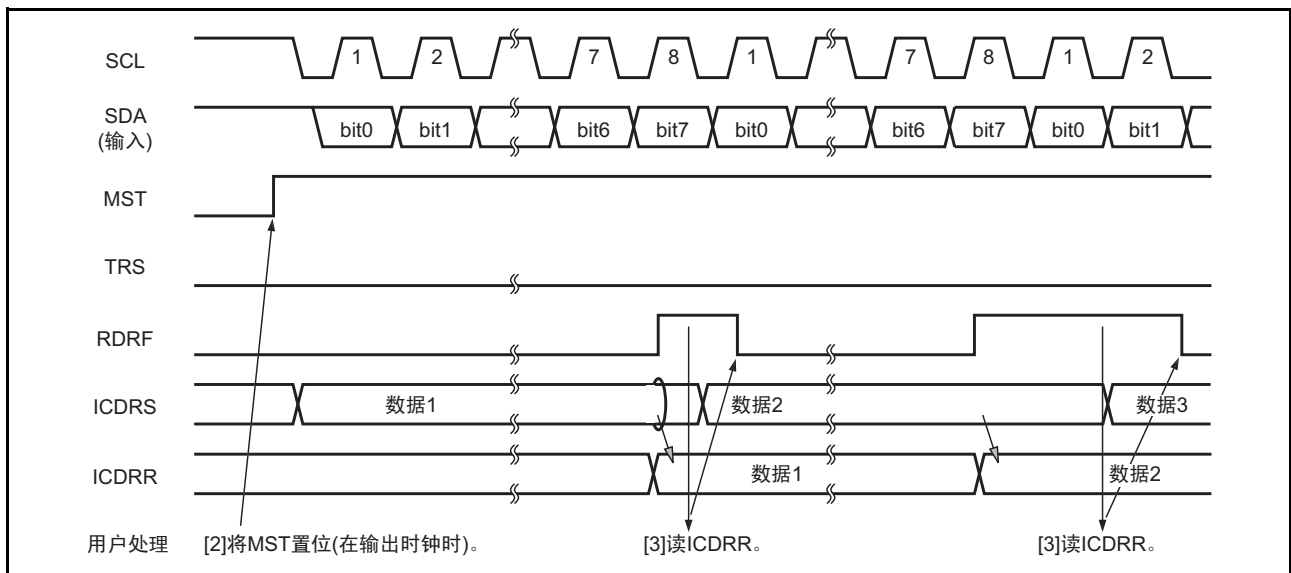 SCL 1 2 7 8 1 7 8 1 2
SDA
(输入) bit0 bit1 bit6 bit7 bit0 bit6 bit7 bit0 bit1
MST
TRS
RDRF
ICDRS 数据1 数据2 数据3
ICDRR 数据1 数据2
用户处理 [2]将MST置位(在输出时钟时)。 [3]读ICDRR。 [3]读ICDRR。